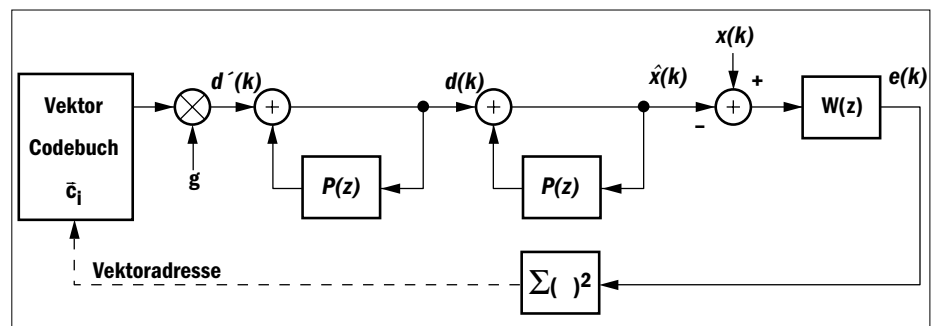 x(k)
d´(k)
d(k)
x̂(k)
+
e(k)
Vektor
Codebuch
c̄i
+
+
+
W(z)
–
g
P(z)
P(z)
Vektoradresse
Σ( )²